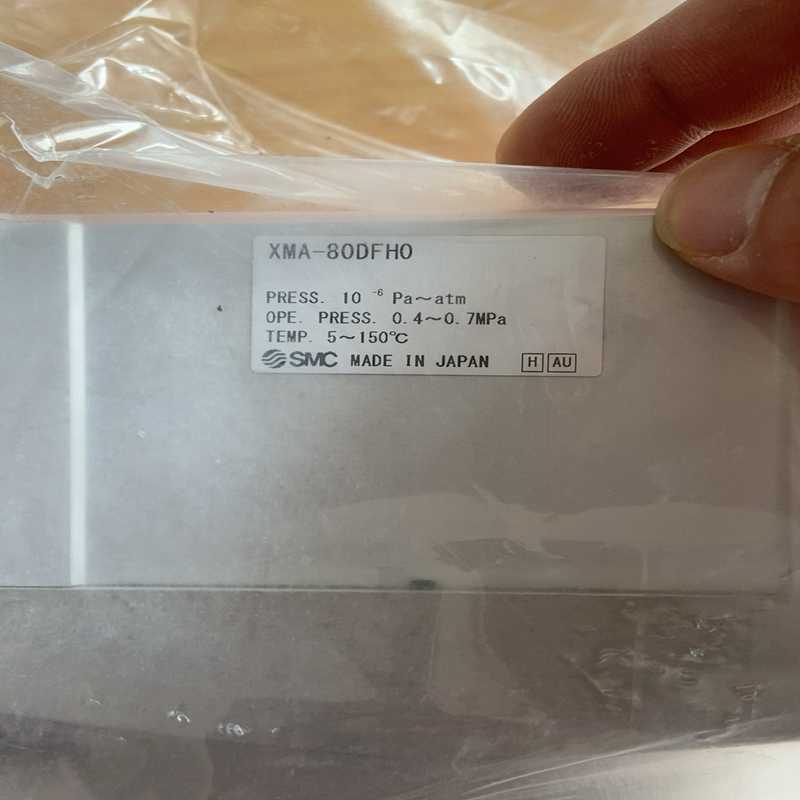 XMA-80DFH0
PRESS. 10 -6 Pa～atm
OPE. PRESS. 0.4～0.7MPa
TEMP. 5～150℃
SMC MADE IN JAPAN H AU